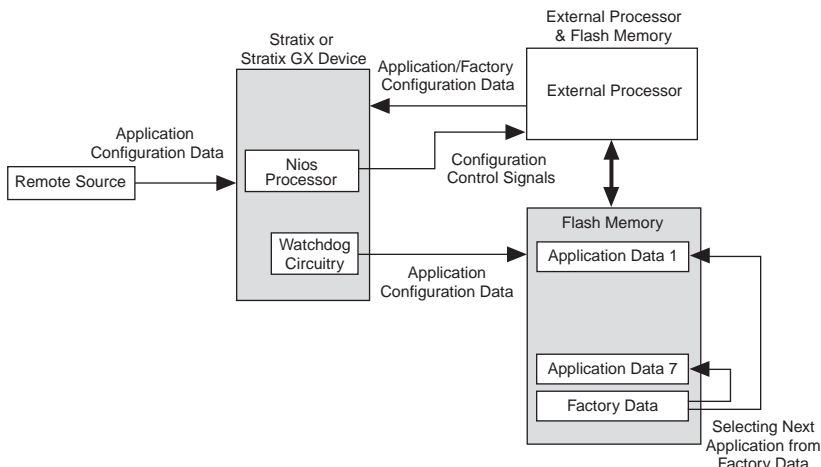 External Processor
& Flash Memory
Stratix or
Stratix GX Device
Application/Factory
Configuration Data
External Processor
Application
Configuration Data
Remote Source
Nios
Processor
Configuration
Control Signals
Flash Memory
Watchdog
Circuitry
Application Data 1
Application
Configuration Data
Application Data 7
Factory Data
Selecting Next
Application from
Factory Data